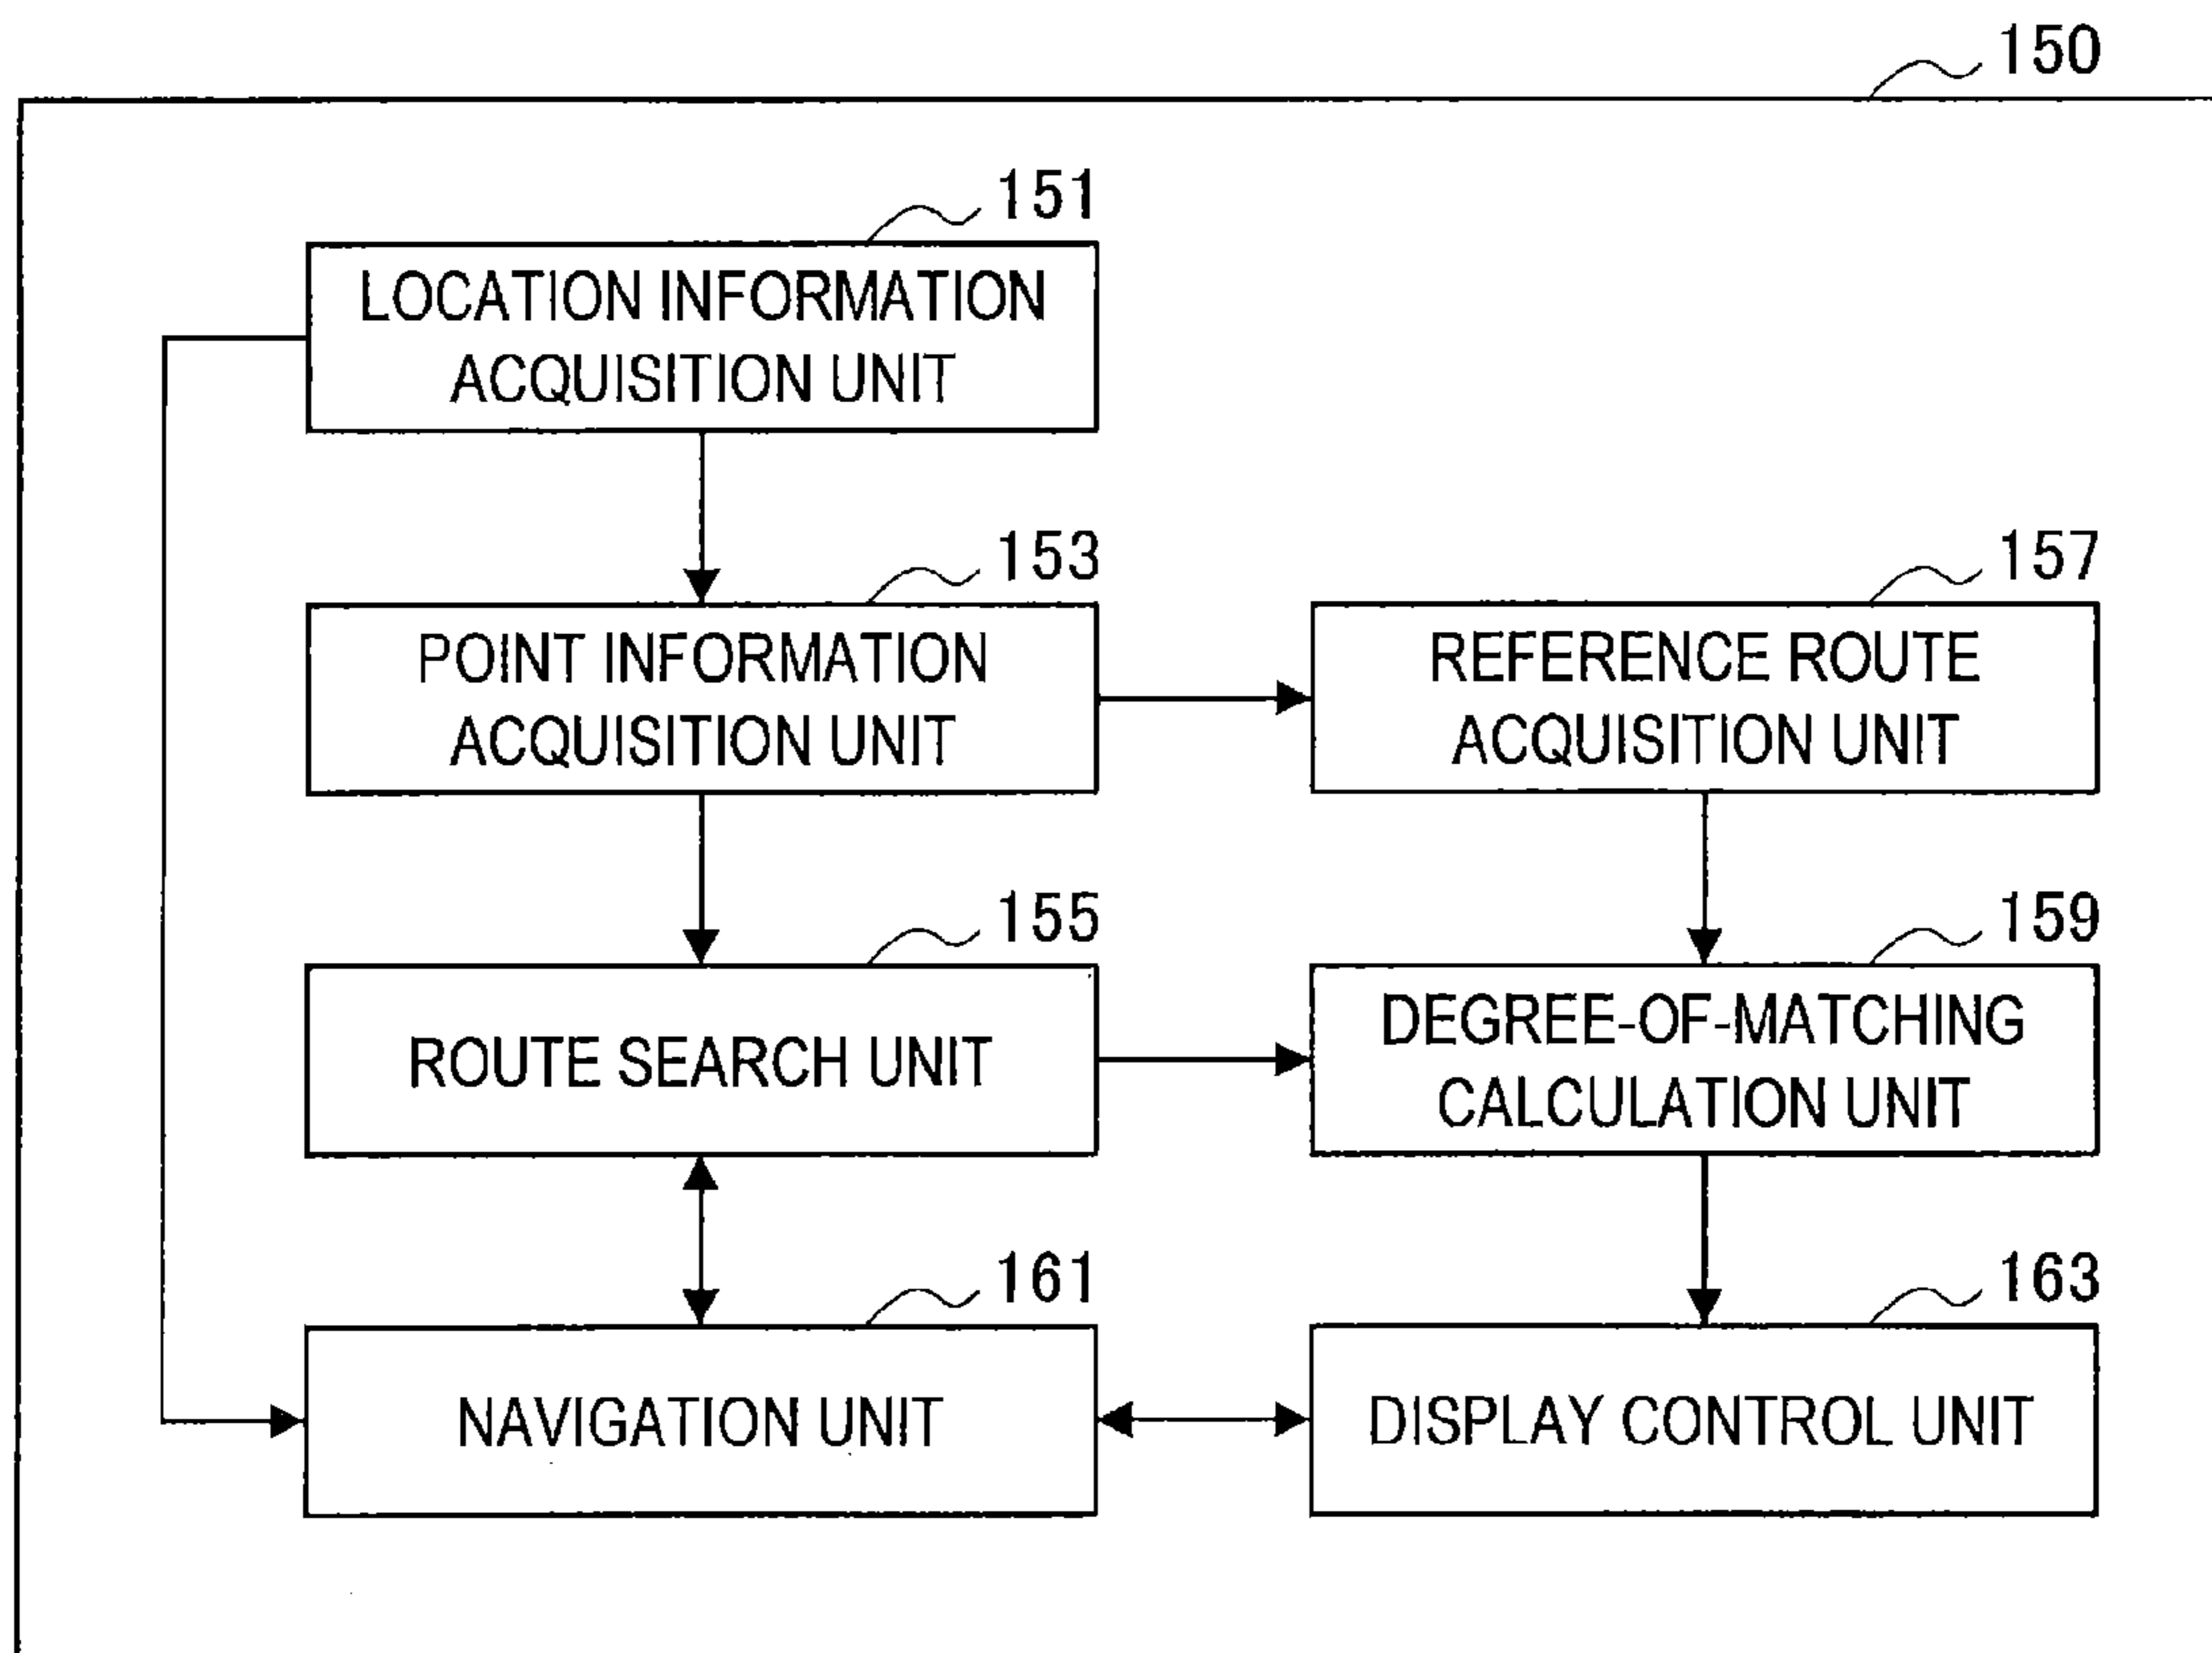 150
151
LOCATION INFORMATION
ACQUISITION UNIT
153
POINT INFORMATION
ACQUISITION UNIT
157
REFERENCE ROUTE
ACQUISITION UNIT
155
ROUTE SEARCH UNIT
159
DEGREE-OF-MATCHING
CALCULATION UNIT
161
NAVIGATION UNIT
163
DISPLAY CONTROL UNIT